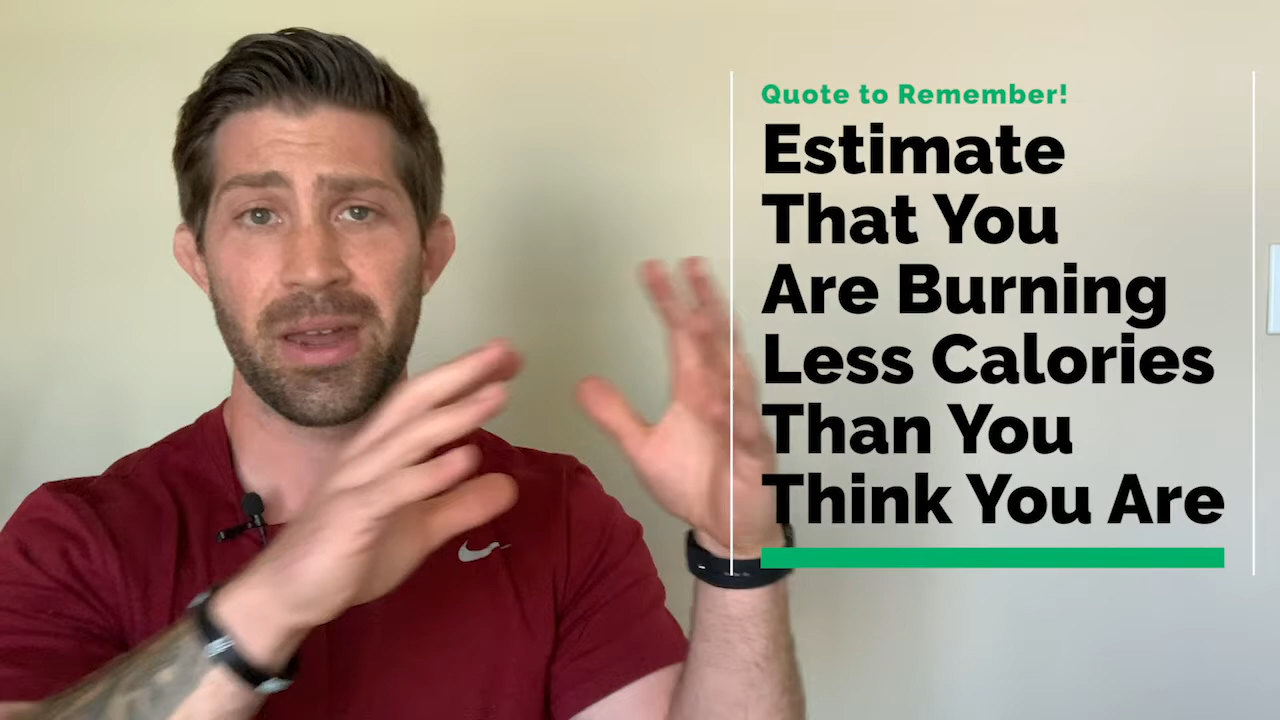 Quote to Remember!
Estimate
That You
Are Burning
Less Calories
Than You
Think You Are